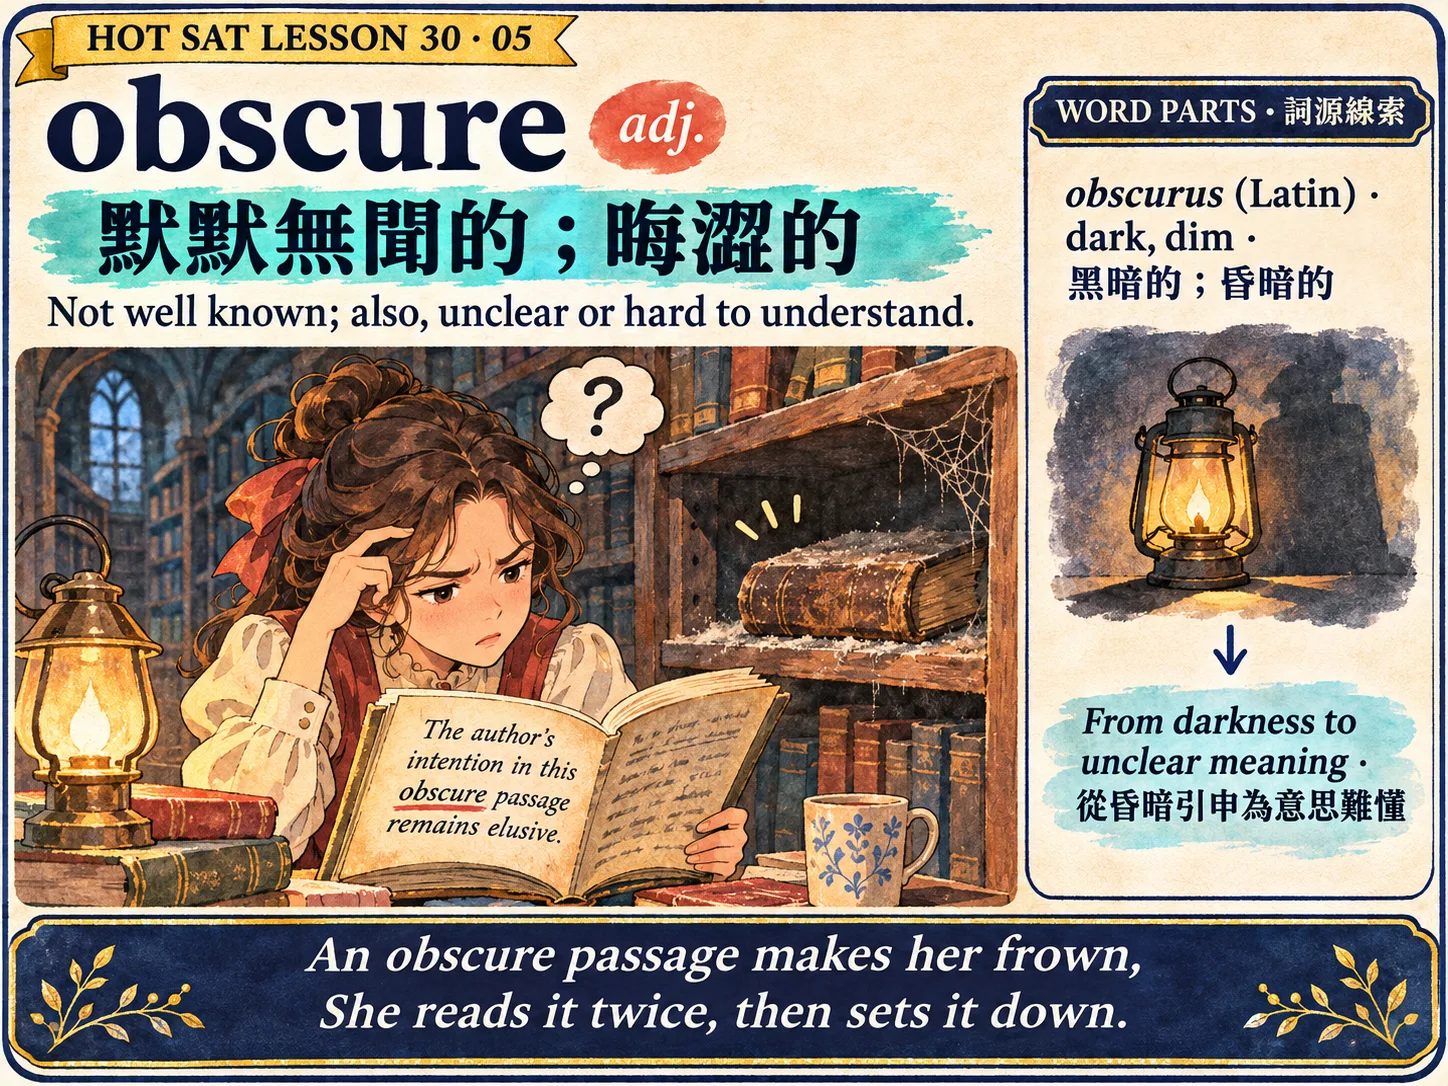 HOT SAT LESSON 30 · 05
obscure adj.
默默無聞的；晦澀的
Not well known; also, unclear or hard to understand.
?
The author's
intention in this
obscure passage
remains elusive.
WORD PARTS · 詞源線索
obscurus (Latin) ·
dark, dim ·
黑暗的；昏暗的
From darkness to
unclear meaning ·
從昏暗引申為意思難懂
An obscure passage makes her frown,
She reads it twice, then sets it down.